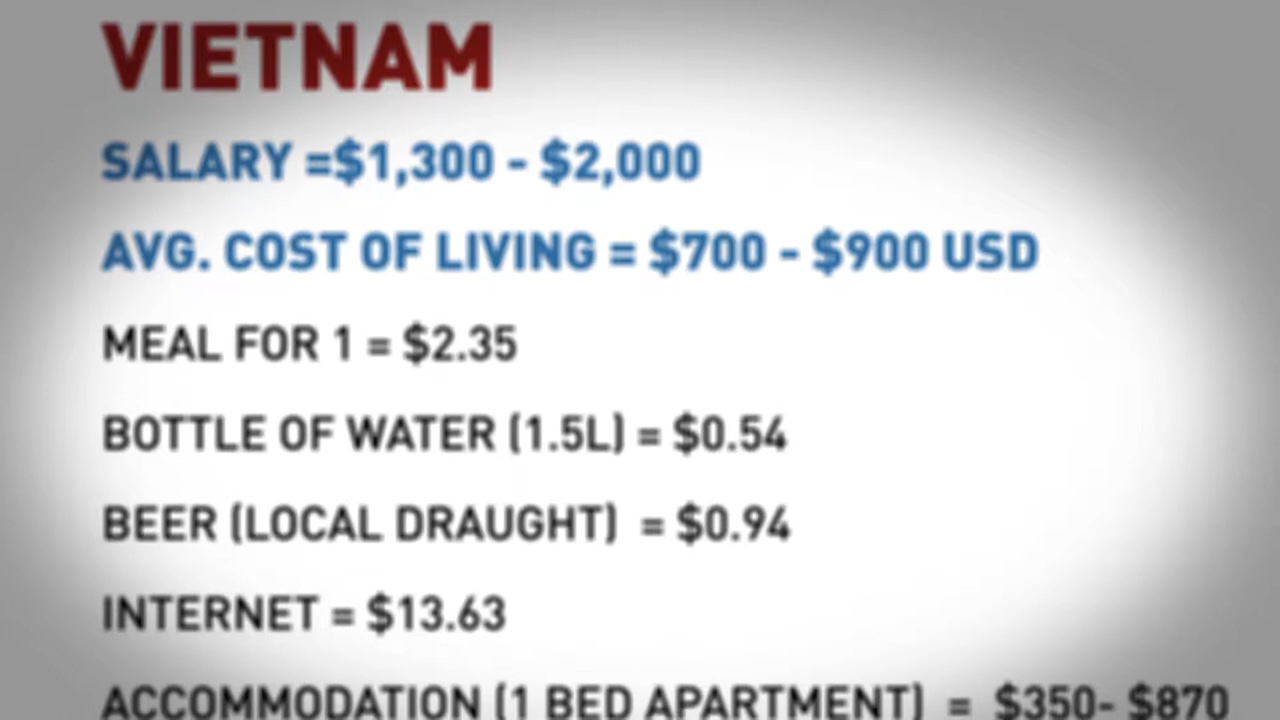 VIETNAM
SALARY =$1,300 - $2,000
AVG. COST OF LIVING = $700 - $900 USD
MEAL FOR 1 = $2.35
BOTTLE OF WATER (1.5L) = $0.54
BEER (LOCAL DRAUGHT) = $0.94
INTERNET = $13.63
ACCOMMODATION (1 BED APARTMENT) = $350- $870